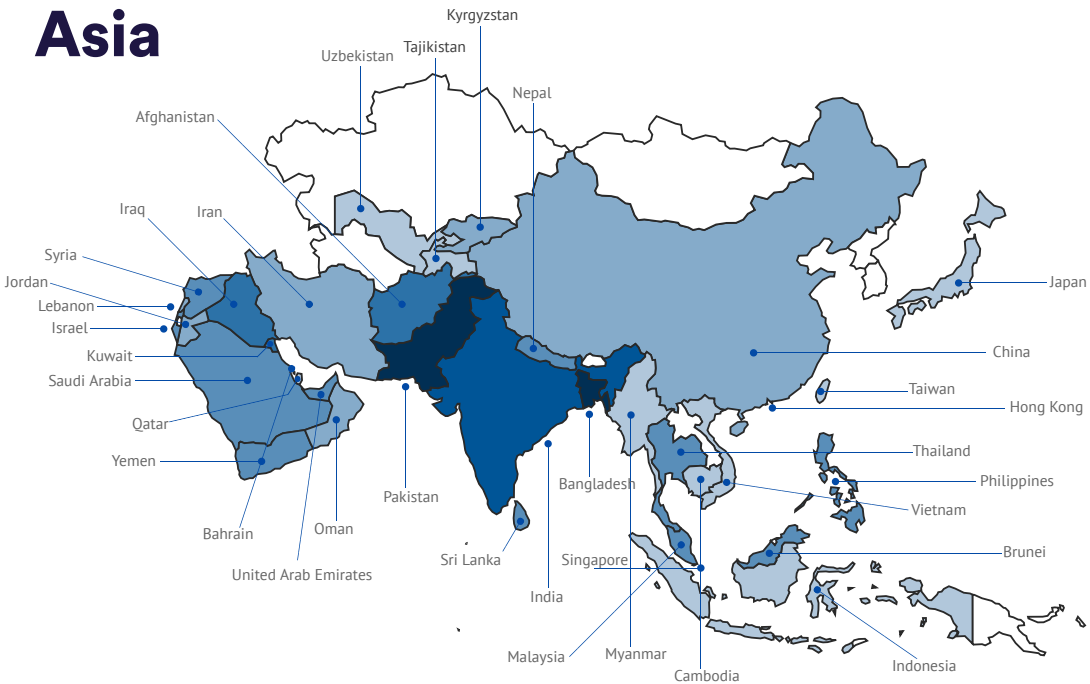 Asia
Kyrgyzstan
Tajikistan
Uzbekistan
Nepal
Afghanistan
Iraq
Iran
Syria
Jordan
Lebanon
Israel
Kuwait
Saudi Arabia
Qatar
Yemen
Bahrain
Oman
United Arab Emirates
Pakistan
Sri Lanka
India
Bangladesh
Singapore
Malaysia
Myanmar
Cambodia
Japan
China
Taiwan
Hong Kong
Thailand
Philippines
Vietnam
Brunei
Indonesia